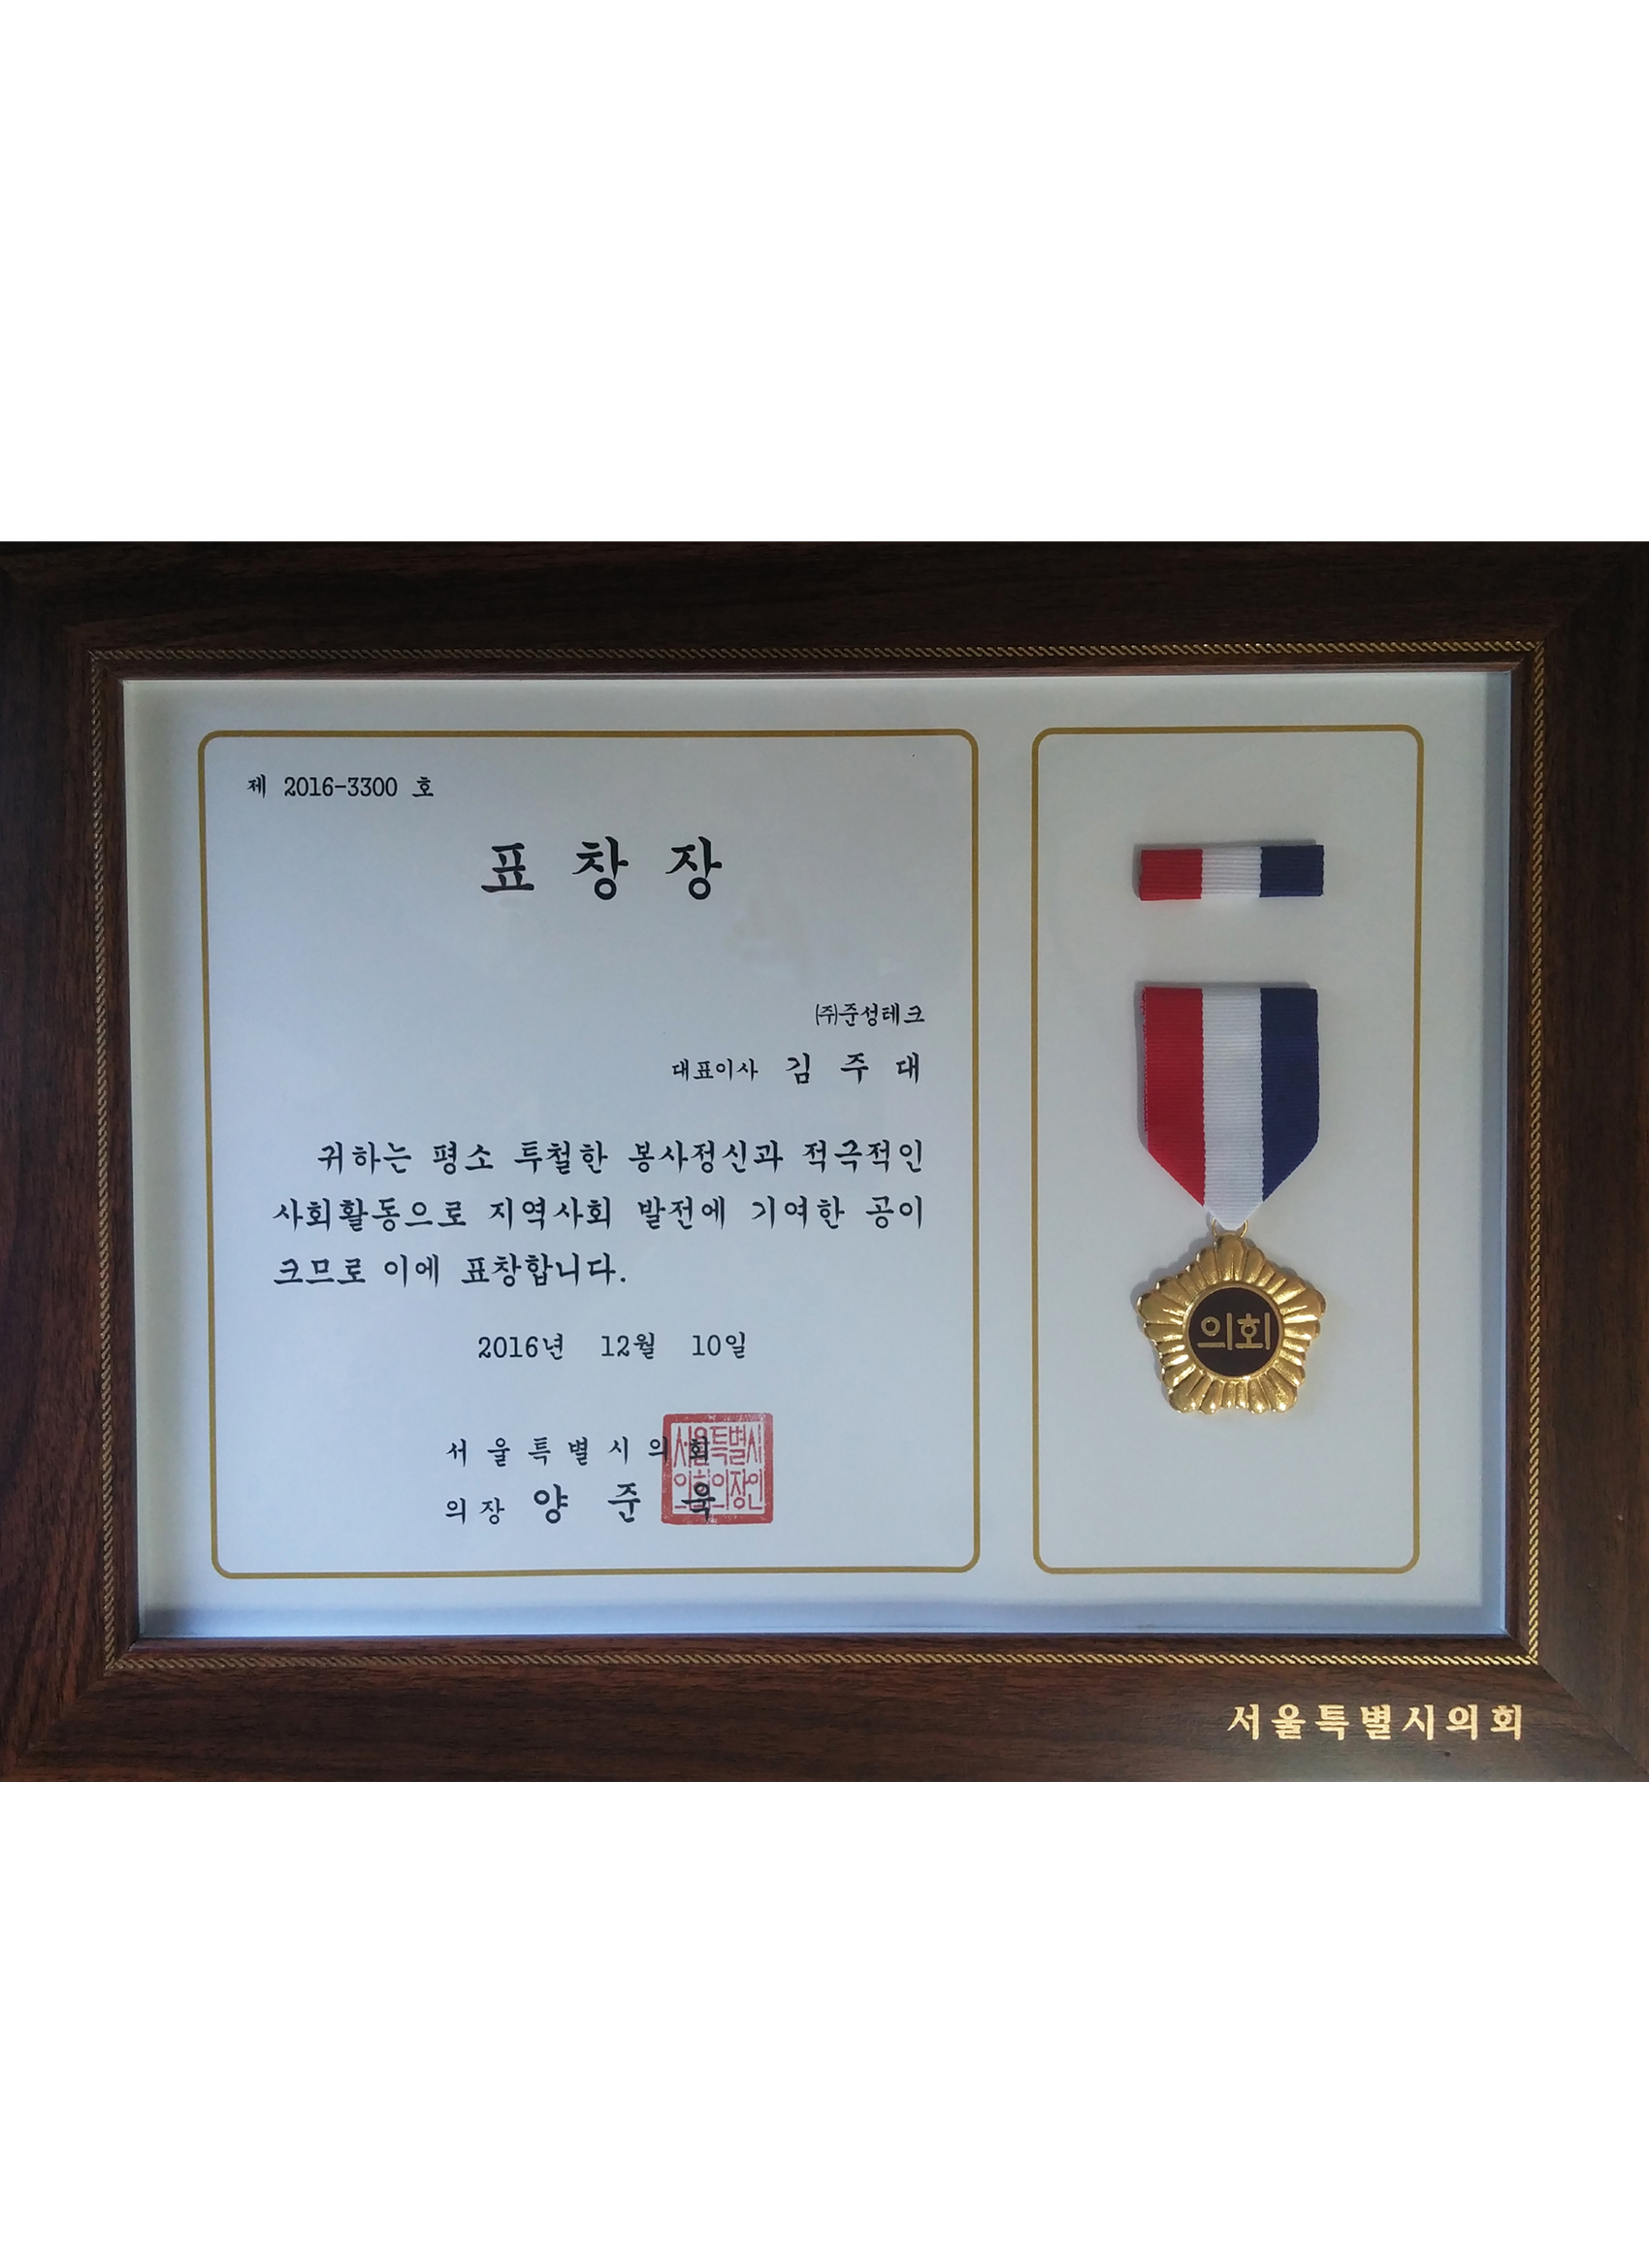 제 2016-3300 호
표 창 장
㈜준성테크
대표이사 김 주 대
귀하는 평소 투철한 봉사정신과 적극적인
사회활동으로 지역사회 발전에 기여한 공이
크므로 이에 표창합니다.
2016년 12월 10일
서 울 특 별 시 의 회
의장 양 준 욱
서울특별시
의회의장인
의회
서울특별시의회